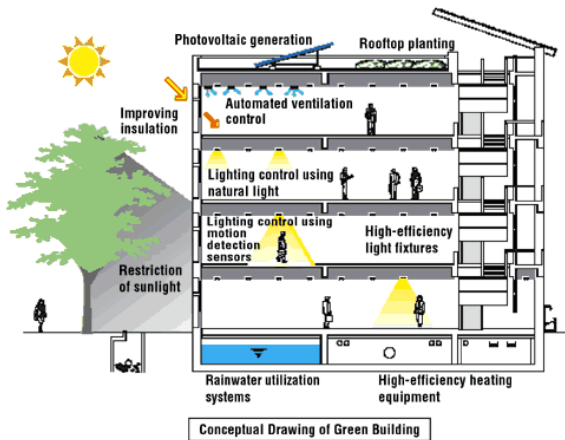 Photovoltaic generation
Rooftop planting
Improving
insulation
Automated ventilation
control
Lighting control using
natural light
Lighting control using
motion
detection
sensors
High-efficiency
light fixtures
Restriction
of sunlight
Rainwater utilization
systems
High-efficiency heating
equipment
Conceptual Drawing of Green Building